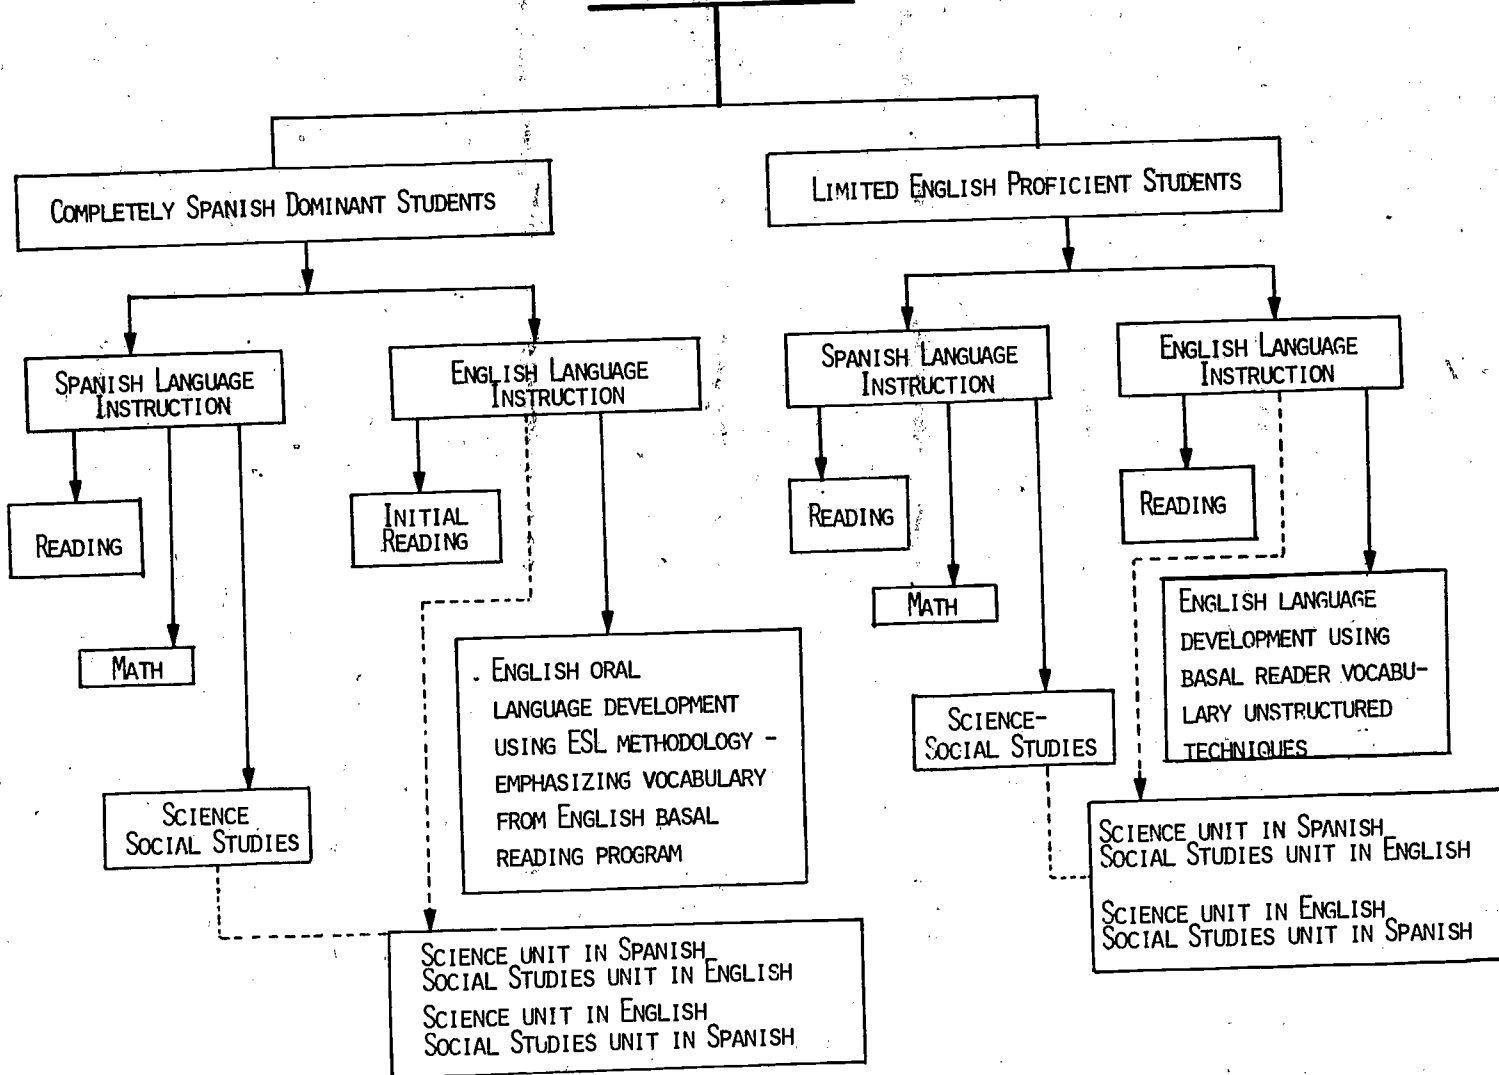 COMPLETELY SPANISH DOMINANT STUDENTS
LIMITED ENGLISH PROFICIENT STUDENTS
SPANISH LANGUAGE
INSTRUCTION
ENGLISH LANGUAGE
INSTRUCTION
SPANISH LANGUAGE
INSTRUCTION
ENGLISH LANGUAGE
INSTRUCTION
READING
INITIAL
READING
READING
READING
MATH
MATH
ENGLISH ORAL
LANGUAGE DEVELOPMENT
USING ESL METHODOLOGY -
EMPHASIZING VOCABULARY
FROM ENGLISH BASAL
READING PROGRAM
ENGLISH LANGUAGE
DEVELOPMENT USING
BASAL READER VOCABU-
LARY UNSTRUCTURED
TECHNIQUES
SCIENCE
SOCIAL STUDIES
SCIENCE-
SOCIAL STUDIES
SCIENCE UNIT IN SPANISH
SOCIAL STUDIES UNIT IN ENGLISH
SCIENCE UNIT IN ENGLISH
SOCIAL STUDIES UNIT IN SPANISH
SCIENCE UNIT IN SPANISH
SOCIAL STUDIES UNIT IN ENGLISH
SCIENCE UNIT IN ENGLISH
SOCIAL STUDIES UNIT IN SPANISH